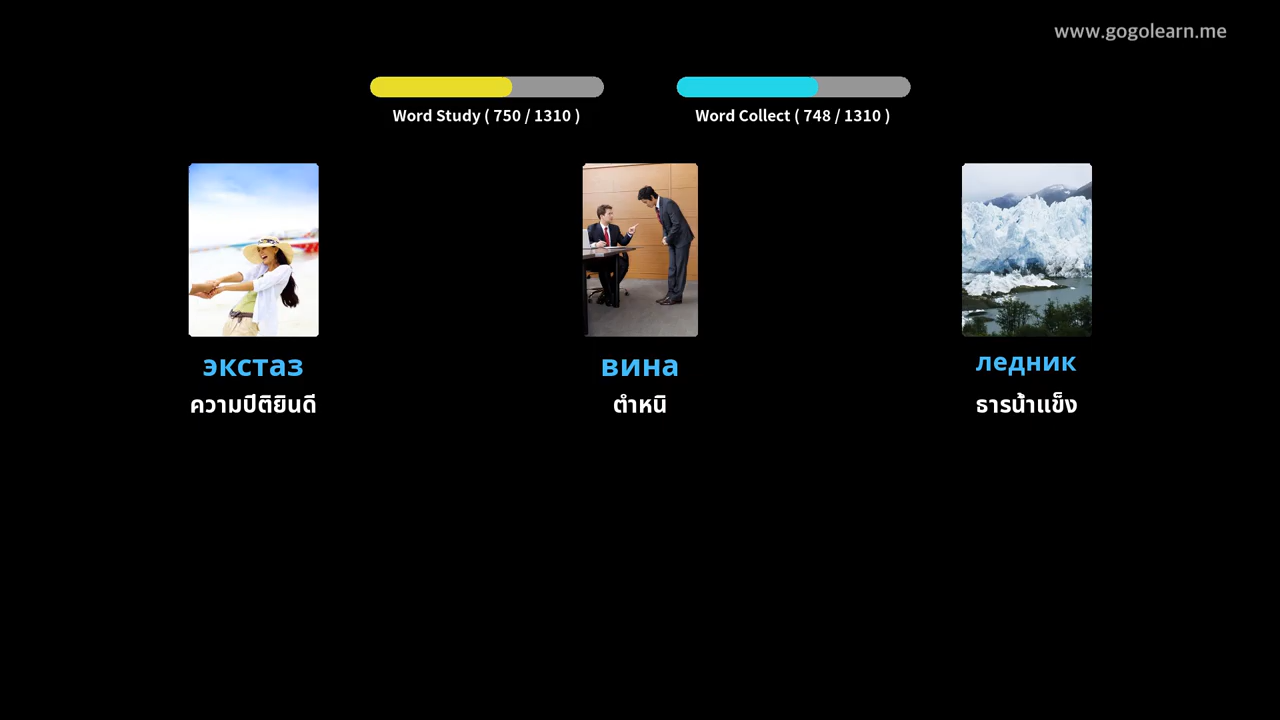 www.gogolearn.me
Word Study ( 750 / 1310 )
Word Collect ( 748 / 1310 )
экстаз
вина
ледник
ความปีติยินดี
ตำหนิ
ธารน้ำแข็ง